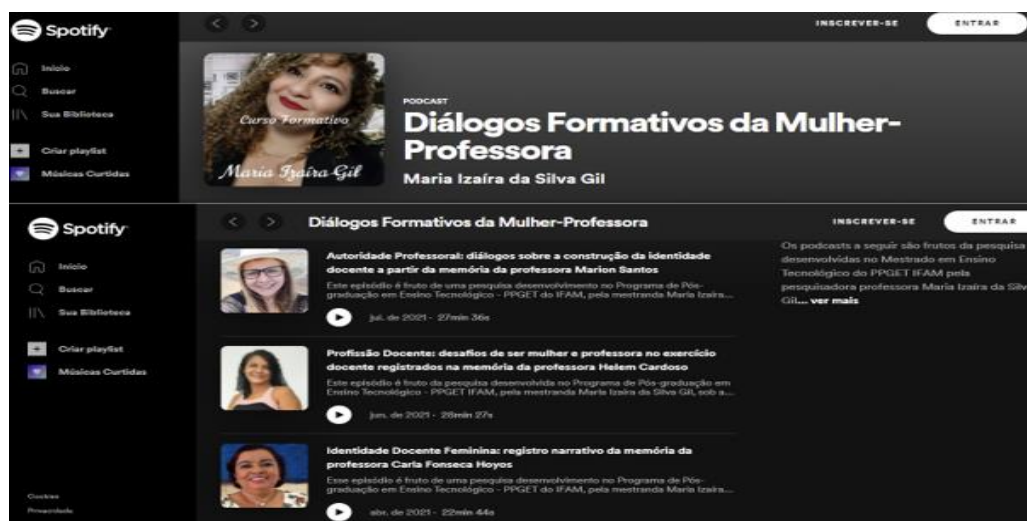 Spotify
INSCREVER-SE
ENTRAR
Início
Buscar
Sua Biblioteca
Criar playlist
Músicas Curtidas
Curso Formativo
Maria Izaíra Gil
PODCAST
Diálogos Formativos da Mulher-
Professora
Maria Izaíra da Silva Gil
Spotify
Diálogos Formativos da Mulher-Professora
INSCREVER-SE
ENTRAR
Início
Buscar
Sua Biblioteca
Criar playlist
Músicas Curtidas
Autoridade Professoral: diálogos sobre a construção da identidade
docente a partir da memória da professora Marion Santos
Este episódio é fruto de uma pesquisa desenvolvimento no Programa de Pós-
graduação em Ensino Tecnológico - PPGET do IFAM, pela mestranda Maria Izaíra...
jul. de 2021 · 27min 36s
Profissão Docente: desafios de ser mulher e professora no exercício
docente registrados na memória da professora Helem Cardoso
Este episódio é fruto da pesquisa desenvolvida no Programa de Pós-graduação em
Ensino Tecnológico - PPGET IFAM, pela mestranda Maria Izaíra da Silva Gil, sob a...
jun. de 2021 · 28min 27s
Identidade Docente Feminina: registro narrativo da memória da
professora Carla Fonseca Hoyos
Esse episódio é fruto de uma pesquisa desenvolvimento no Programa de Pós-
graduação em Ensino Tecnológico - PPGET do IFAM, pela mestranda Maria Izaíra...
abr. de 2021 · 22min 44s
Os podcasts a seguir são frutos da pesquisa
desenvolvidas no Mestrado em Ensino
Tecnológico do PPGET IFAM pela
pesquisadora professora Maria Izaíra da Silv
Gil... ver mais
Cookies
Privacidade